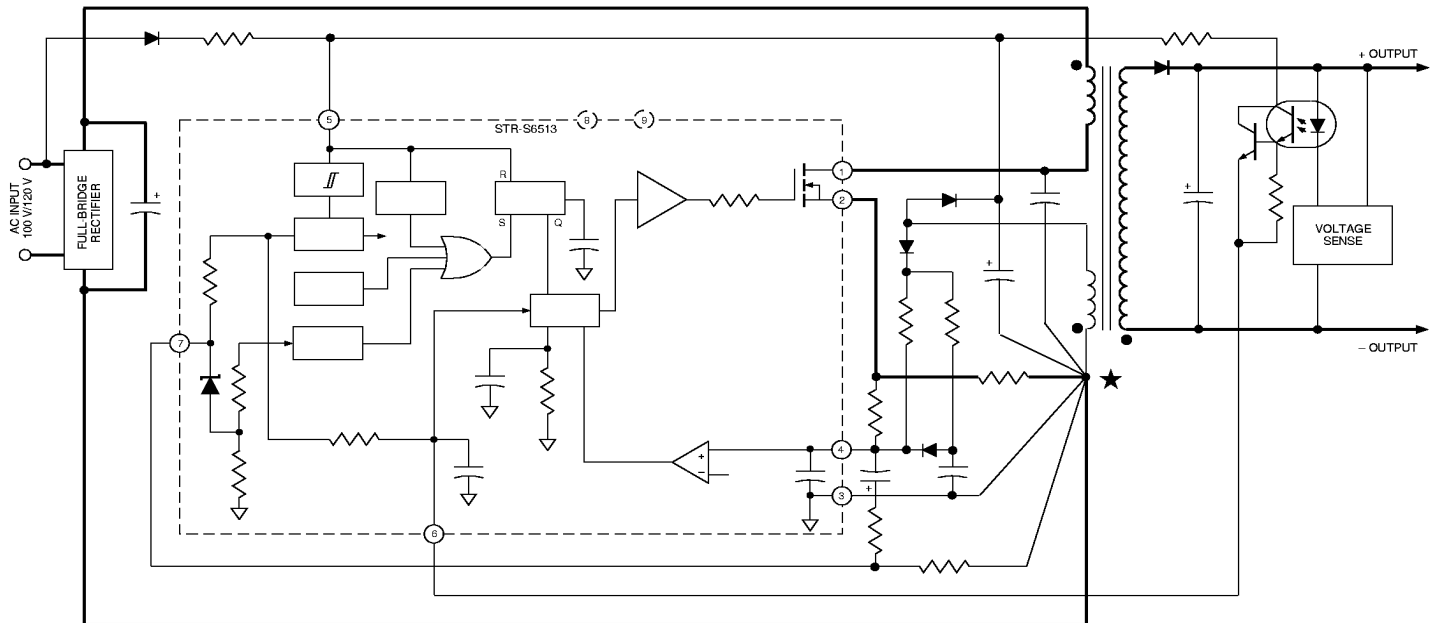 + OUTPUT
5
8
9
STR-S6513
AC INPUT
100 V/120 V
FULL-BRIDGE
RECTIFIER
+
R
S
Q
1
2
+
+
VOLTAGE
SENSE
7
− OUTPUT
★
+
−
4
3
+
6